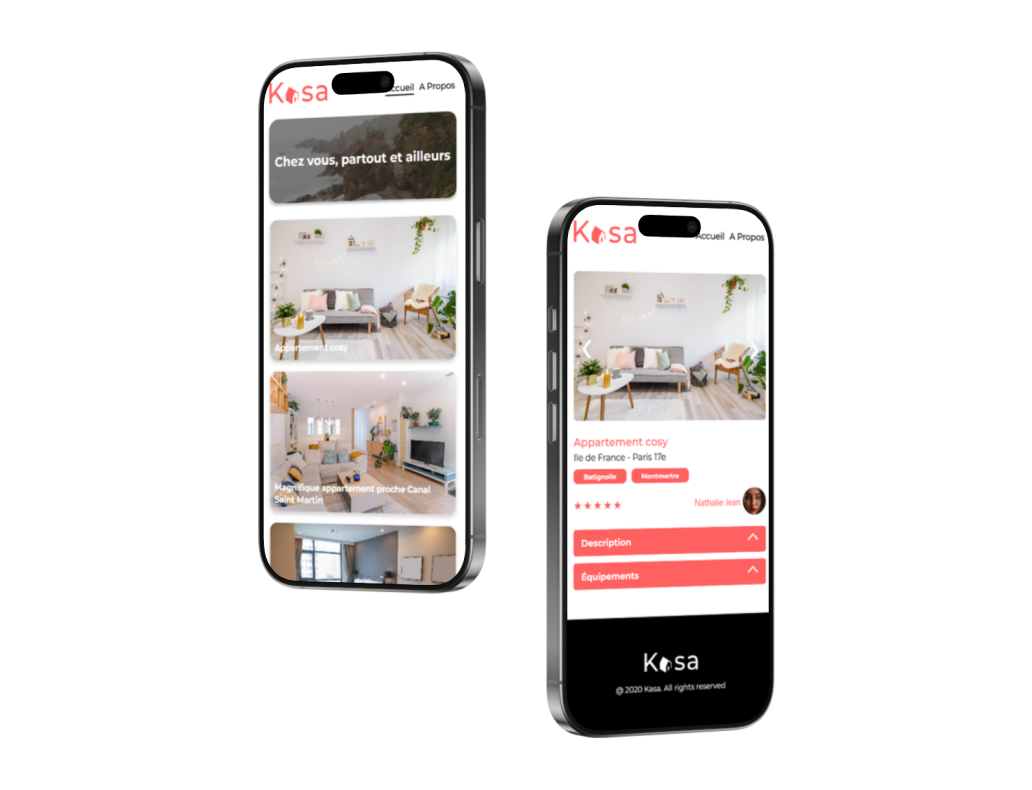 Kasa
ccueil A Propos
Chez vous, partout et ailleurs
Appartement cosy
Magnifique appartement proche Canal
Saint Martin
Kasa
Accueil A Propos
Appartement cosy
Ile de France - Paris 17e
Batignolle Montmartre
Nathalie Jean
Description
Équipements
Kasa
@ 2020 Kasa. All rights reserved